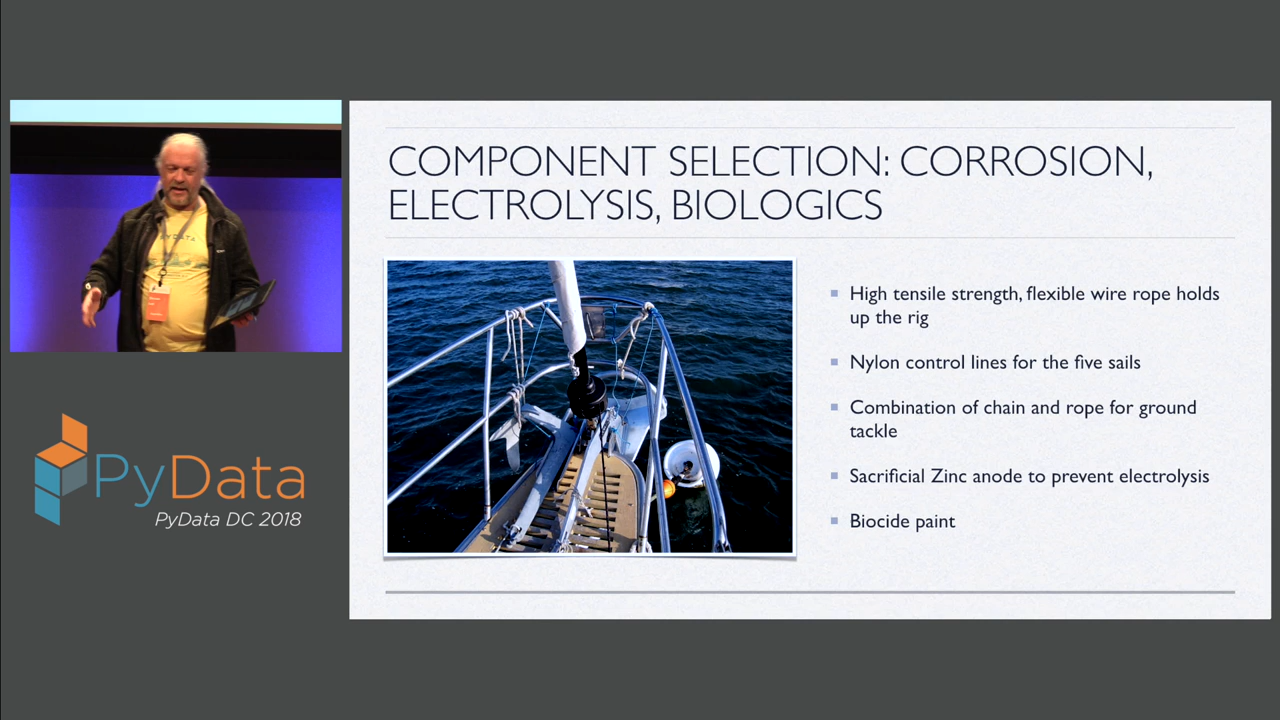 COMPONENT SELECTION: CORROSION,
ELECTROLYSIS, BIOLOGICS
High tensile strength, flexible wire rope holds
up the rig
Nylon control lines for the five sails
Combination of chain and rope for ground
tackle
Sacrificial Zinc anode to prevent electrolysis
Biocide paint
PYDATA
PyData
PyData DC 2018